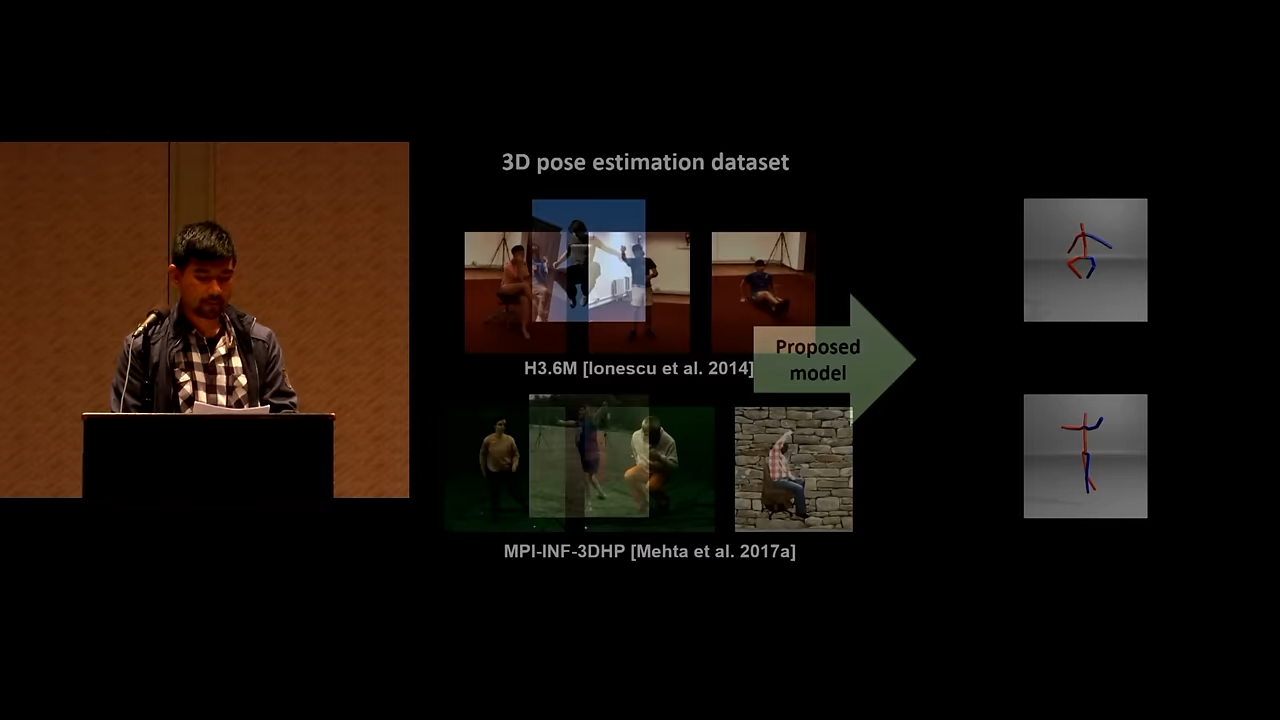 3D pose estimation dataset
H3.6M [Ionescu et al. 2014]
Proposed
model
MPI-INF-3DHP [Mehta et al. 2017a]